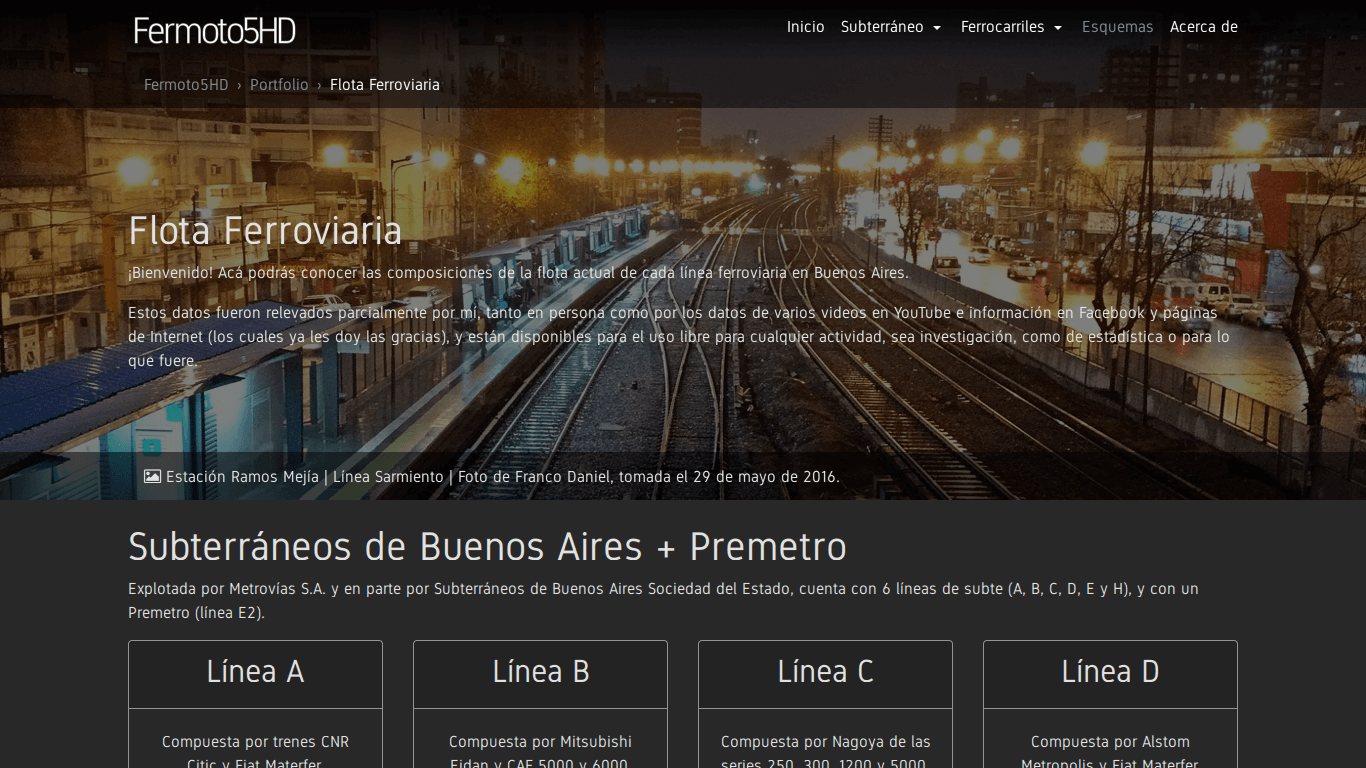 Fermoto5HD
Inicio Subterráneo Ferrocarriles Esquemas Acerca de
Fermoto5HD › Portfolio › Flota Ferroviaria
Flota Ferroviaria
¡Bienvenido! Acá podrás conocer las composiciones de la flota actual de cada línea ferroviaria en Buenos Aires.
Estos datos fueron relevados parcialmente por mí, tanto en persona como por los datos de varios videos en YouTube e información en Facebook y páginas
de Internet (los cuales ya les doy las gracias), y están disponibles para el uso libre para cualquier actividad, sea investigación, como de estadística o para lo
que fuere.
Estación Ramos Mejía | Línea Sarmiento | Foto de Franco Daniel, tomada el 29 de mayo de 2016.
Subterráneos de Buenos Aires + Premetro
Explotada por Metrovías S.A. y en parte por Subterráneos de Buenos Aires Sociedad del Estado, cuenta con 6 líneas de subte (A, B, C, D, E y H), y con un
Premetro (línea E2).
Línea A
Compuesta por trenes CNR
Citic y Fiat Materfer
Línea B
Compuesta por Mitsubishi
Eidan y CAF 5000 y 6000
Línea C
Compuesta por Nagoya de las
series 250, 300, 1200 y 5000
Línea D
Compuesta por Alstom
Metropolis y Fiat Materfer